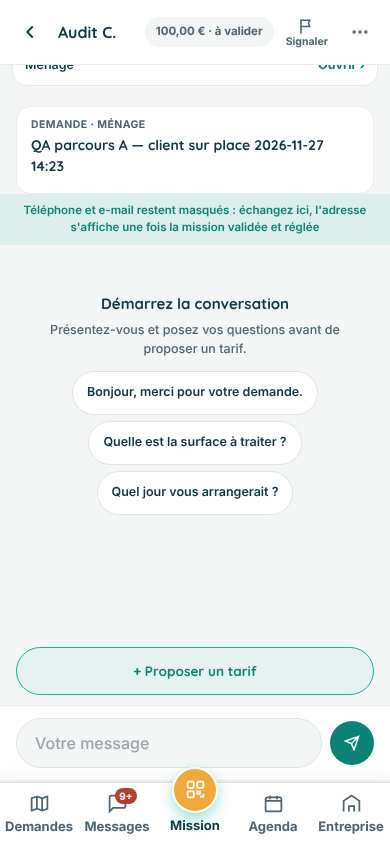 Audit C.
100,00 € · à valider
Signaler
Ménage
Ouvrir ›
DEMANDE · MÉNAGE
QA parcours A — client sur place 2026-11-27
14:23
Téléphone et e-mail restent masqués : échangez ici, l'adresse
s'affiche une fois la mission validée et réglée
Démarrez la conversation
Présentez-vous et posez vos questions avant de
proposer un tarif.
Bonjour, merci pour votre demande.
Quelle est la surface à traiter ?
Quel jour vous arrangerait ?
+ Proposer un tarif
Votre message
9+
Demandes
Messages
Mission
Agenda
Entreprise